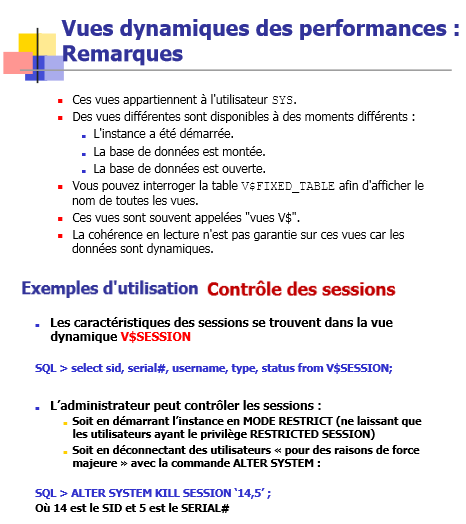 Vues dynamiques des performances :
Remarques
Ces vues appartiennent à l'utilisateur SYS.
Des vues différentes sont disponibles à des moments différents :
L'instance a été démarrée.
La base de données est montée.
La base de données est ouverte.
Vous pouvez interroger la table V$FIXED_TABLE afin d'afficher le
nom de toutes les vues.
Ces vues sont souvent appelées "vues V$".
La cohérence en lecture n'est pas garantie sur ces vues car les
données sont dynamiques.
Exemples d'utilisation Contrôle des sessions
Les caractéristiques des sessions se trouvent dans la vue
dynamique V$SESSION
SQL > select sid, serial#, username, type, status from V$SESSION;
L’administrateur peut contrôler les sessions :
Soit en démarrant l’instance en MODE RESTRICT (ne laissant que
les utilisateurs ayant le privilège RESTRICTED SESSION)
Soit en déconnectant des utilisateurs « pour des raisons de force
majeure » avec la commande ALTER SYSTEM :
SQL > ALTER SYSTEM KILL SESSION ‘14,5’ ;
Où 14 est le SID et 5 est le SERIAL#